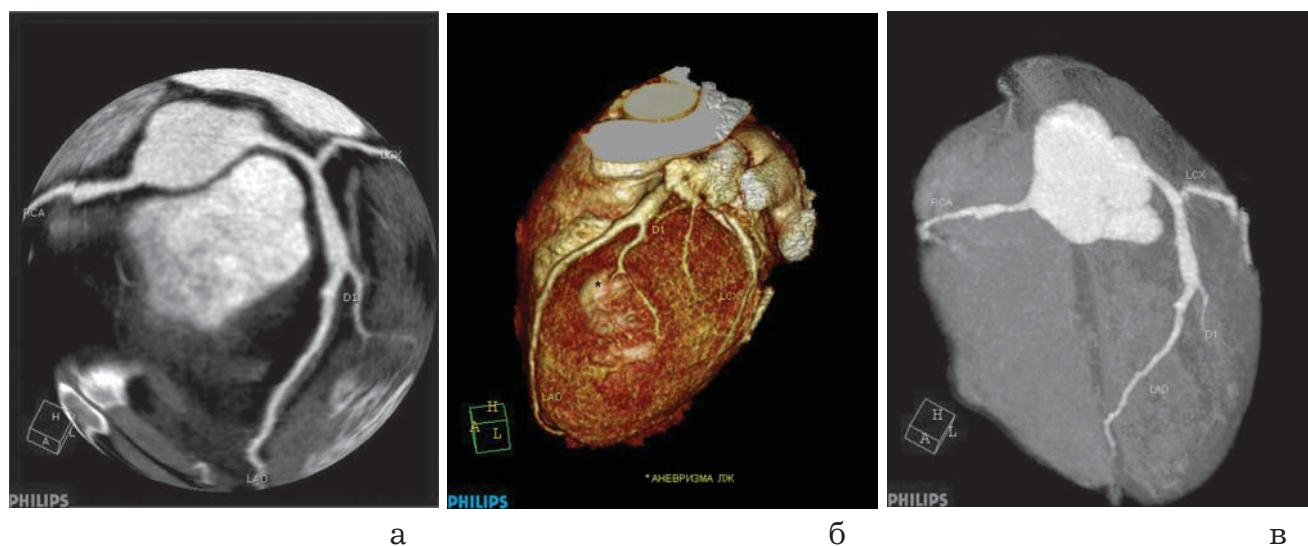 RCA
LCX
D1
LAD
H
A
L
PHILIPS
а
D1
*
LCX
LAD
H
A
L
* АНЕВРИЗМА ЛЖ
PHILIPS
б
RCA
LCX
D1
LAD
H
A
L
PHILIPS
в